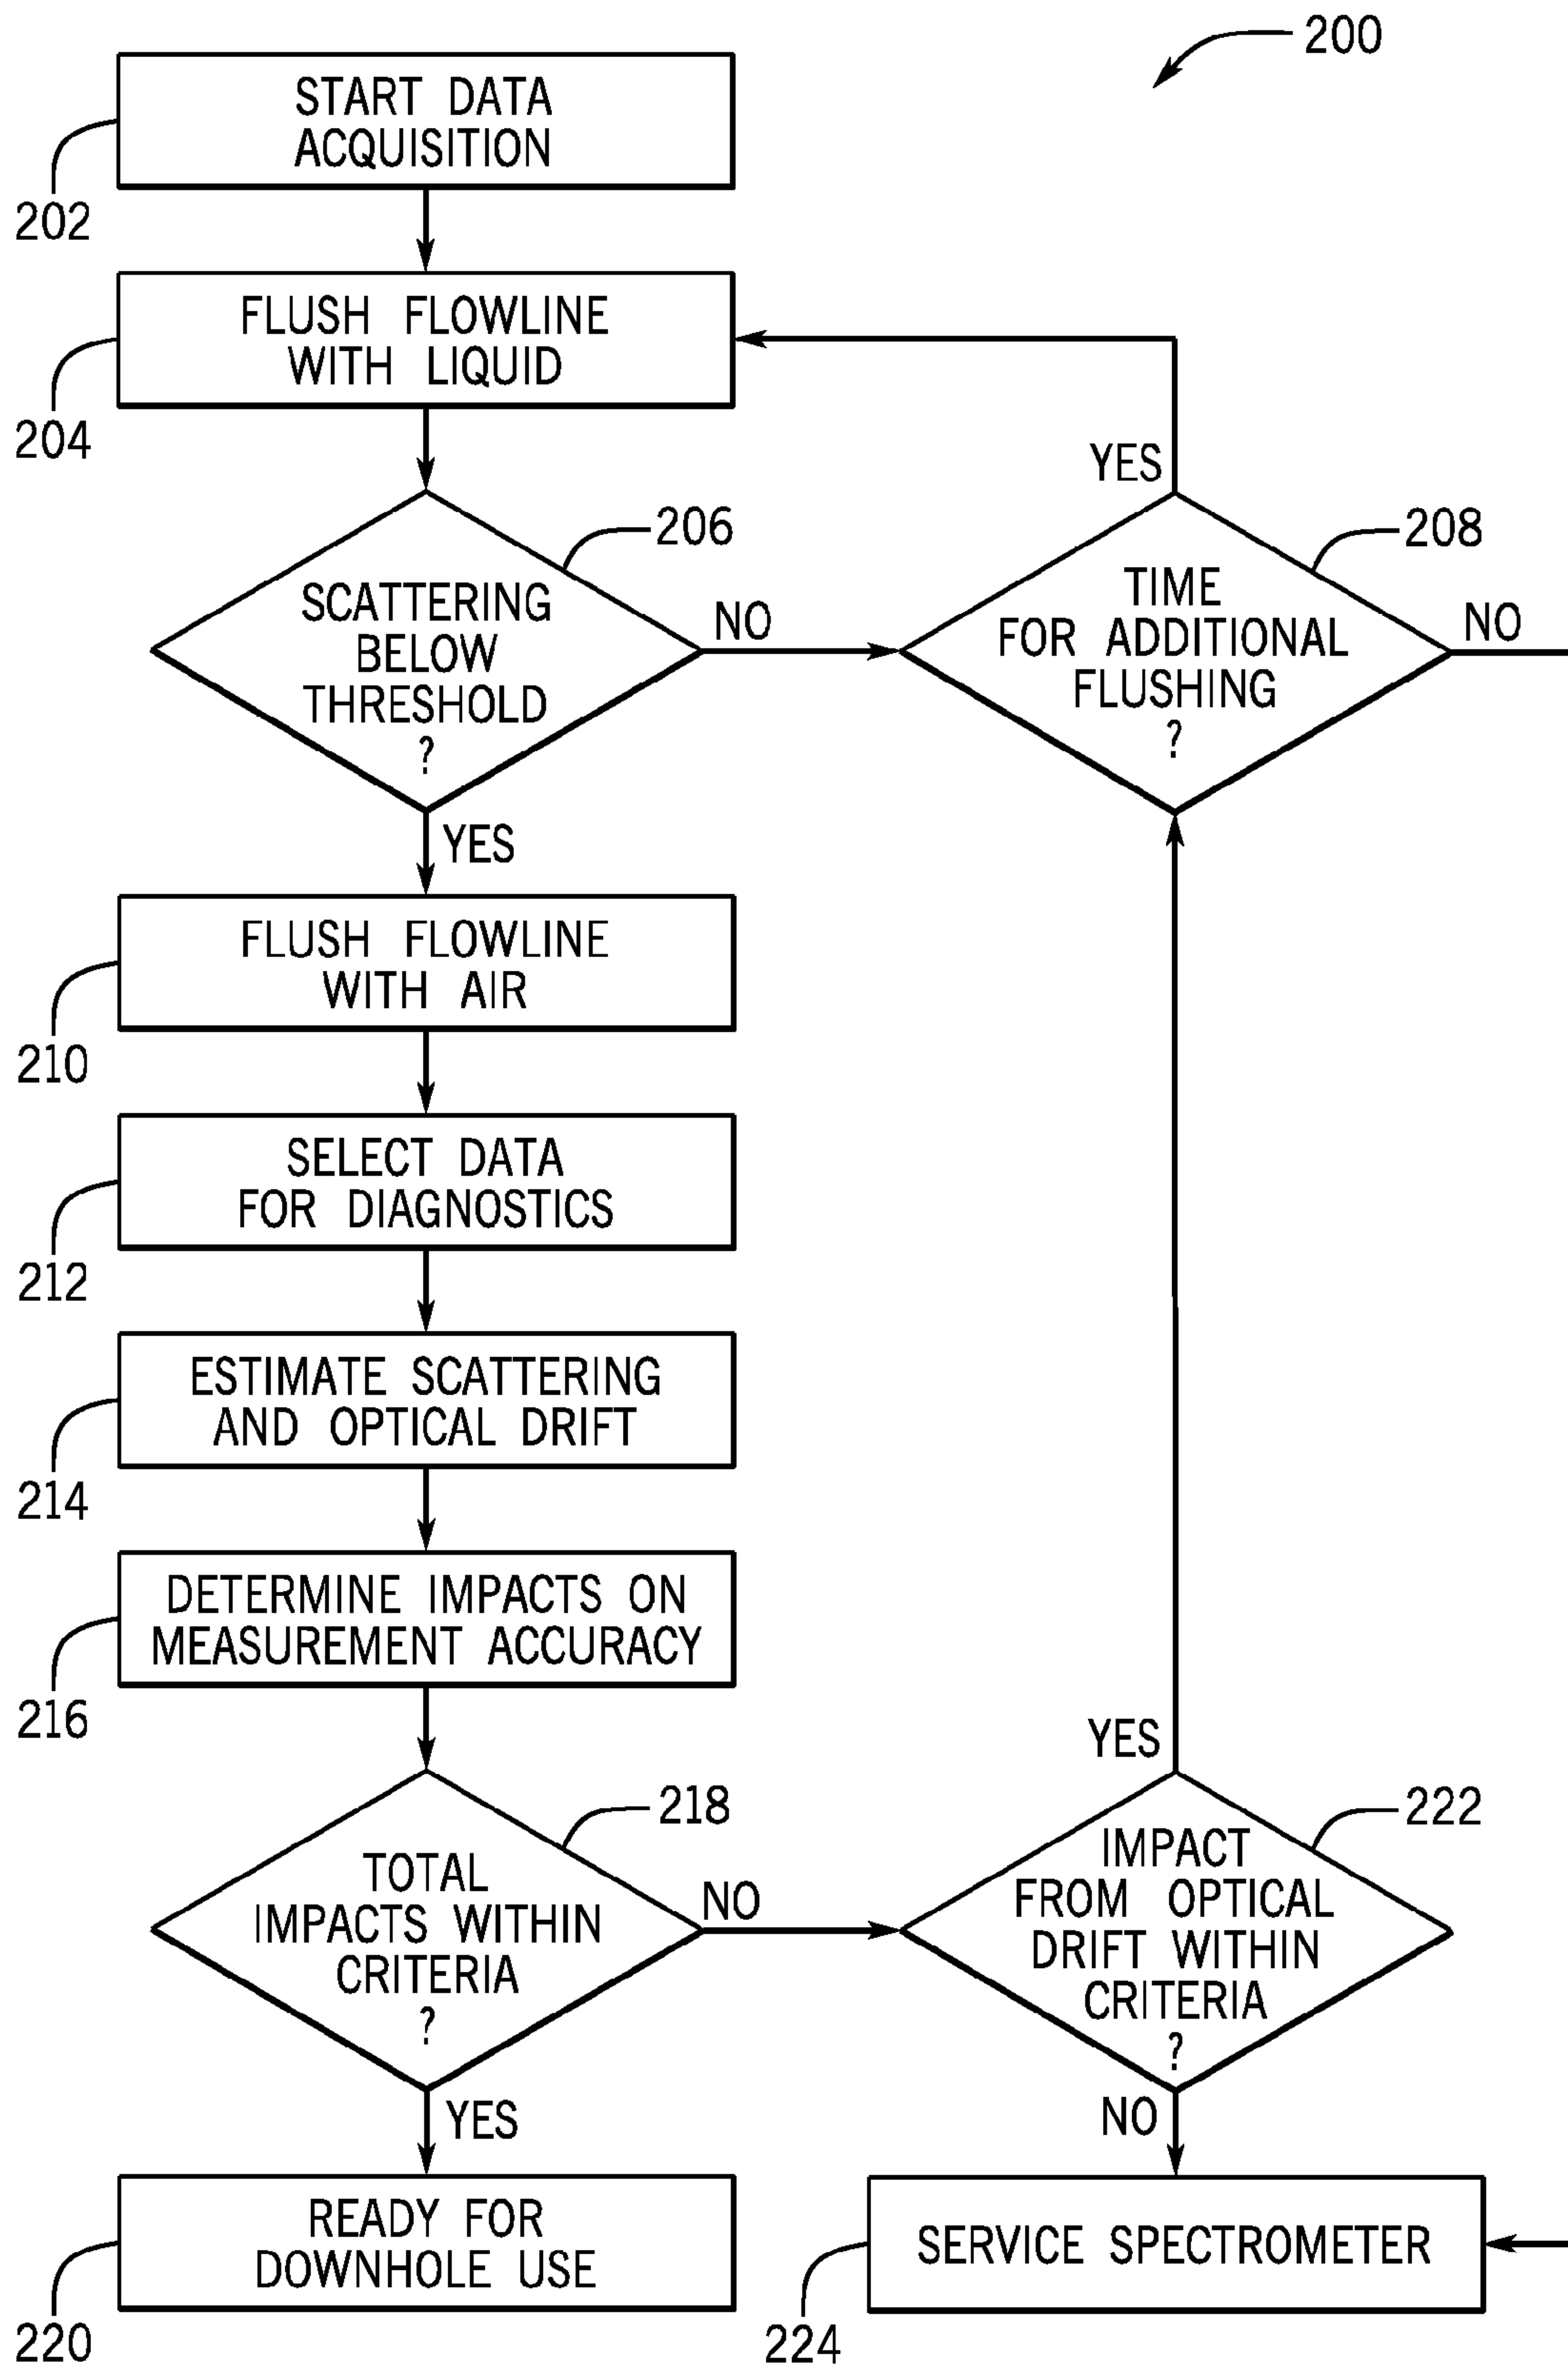 200
START DATA
ACQUISITION
202
FLUSH FLOWLINE
WITH LIQUID
204
YES
206
208
SCATTERING
BELOW
THRESHOLD
?
NO
TIME
FOR ADDITIONAL
FLUSHING
?
NO
YES
FLUSH FLOWLINE
WITH AIR
210
SELECT DATA
FOR DIAGNOSTICS
212
ESTIMATE SCATTERING
AND OPTICAL DRIFT
214
DETERMINE IMPACTS ON
MEASUREMENT ACCURACY
216
YES
218
222
TOTAL
IMPACTS WITHIN
CRITERIA
?
NO
IMPACT
FROM OPTICAL
DRIFT WITHIN
CRITERIA
?
YES
NO
READY FOR
DOWNHOLE USE
220
SERVICE SPECTROMETER
224